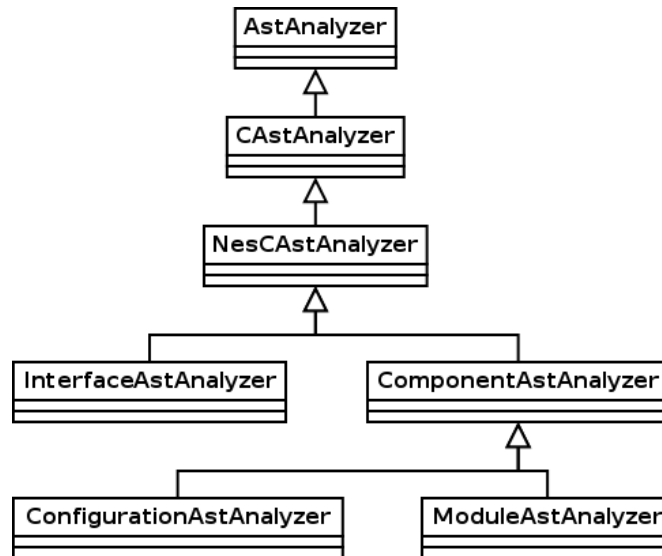 AstAnalyzer
CAstAnalyzer
NesCAstAnalyzer
InterfaceAstAnalyzer
ComponentAstAnalyzer
ConfigurationAstAnalyzer
ModuleAstAnalyzer